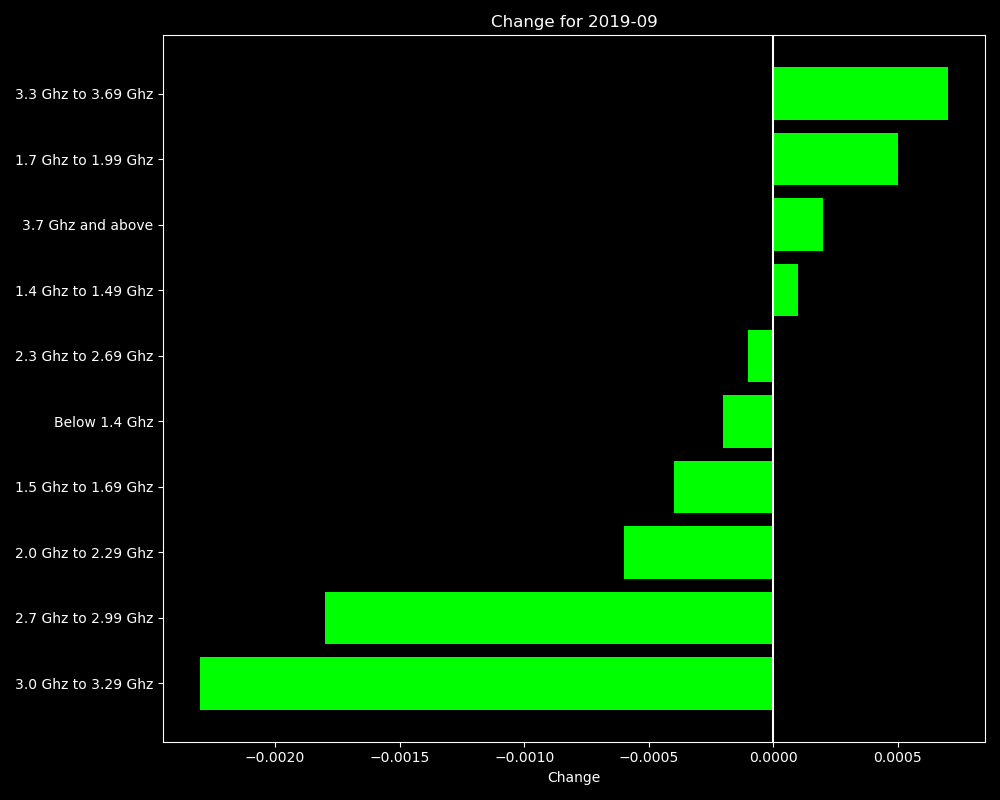 Change for 2019-09
3.3 Ghz to 3.69 Ghz
1.7 Ghz to 1.99 Ghz
3.7 Ghz and above
1.4 Ghz to 1.49 Ghz
2.3 Ghz to 2.69 Ghz
Below 1.4 Ghz
1.5 Ghz to 1.69 Ghz
2.0 Ghz to 2.29 Ghz
2.7 Ghz to 2.99 Ghz
3.0 Ghz to 3.29 Ghz
−0.0020 −0.0015 −0.0010 −0.0005 0.0000 0.0005
Change